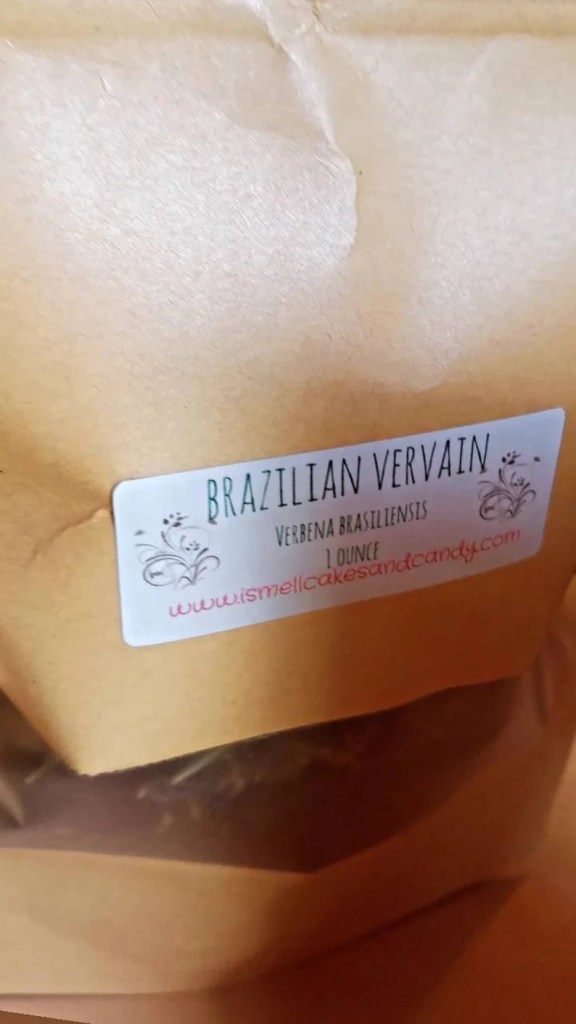 BRAZILIAN VERVAIN
VERBENA BRASILIENSIS
1 OUNCE
www.ismellcakesandcandy.com